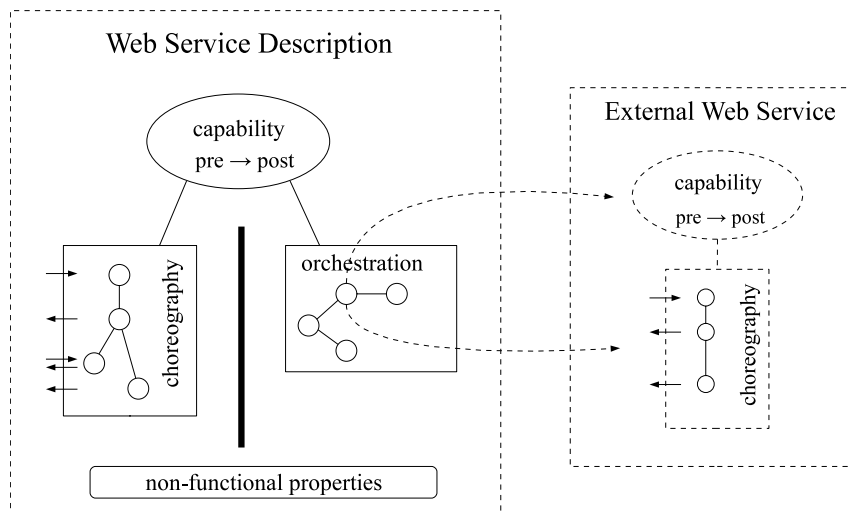 Web Service Description
capability
pre → post
choreography
orchestration
non-functional properties
External Web Service
capability
pre → post
choreography